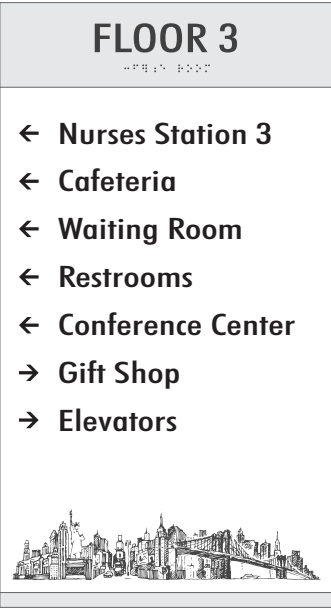 FLOOR 3
← Nurses Station 3
← Cafeteria
← Waiting Room
← Restrooms
← Conference Center
→ Gift Shop
→ Elevators